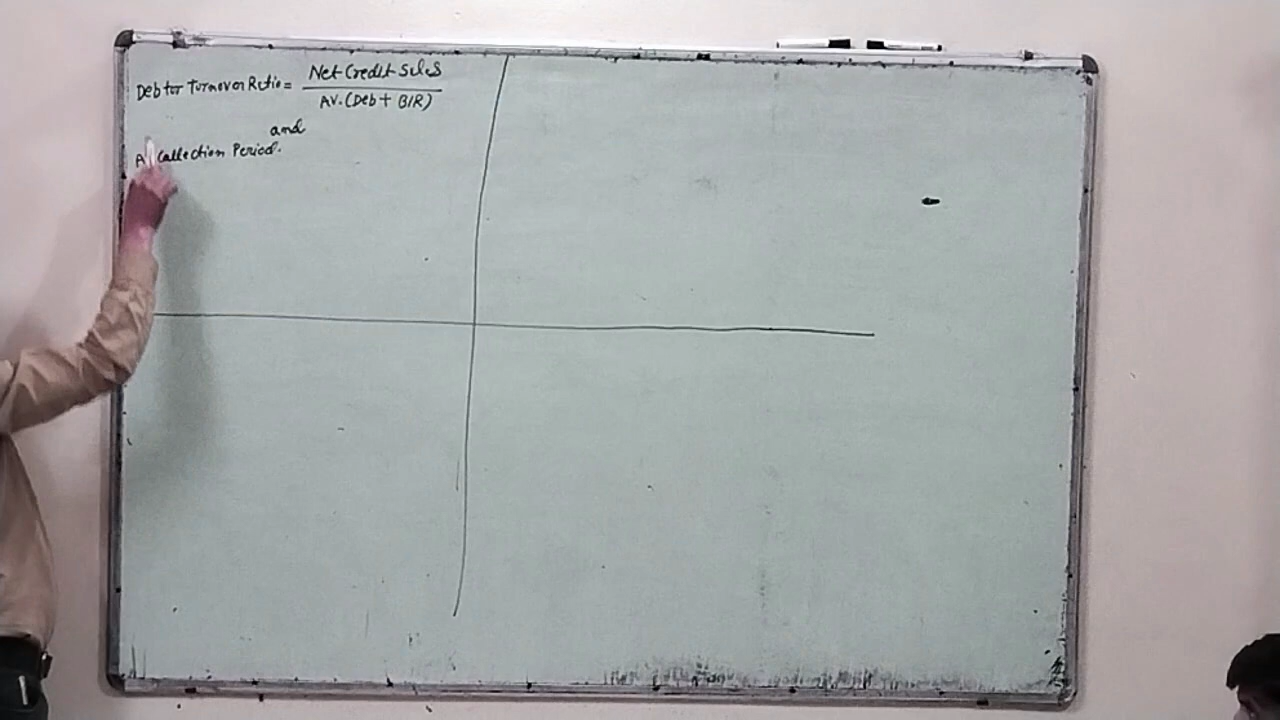 Debtor Turnover Ratio = Net Credit Sales
AV. (Deb + B/R)
and
Collection Period.